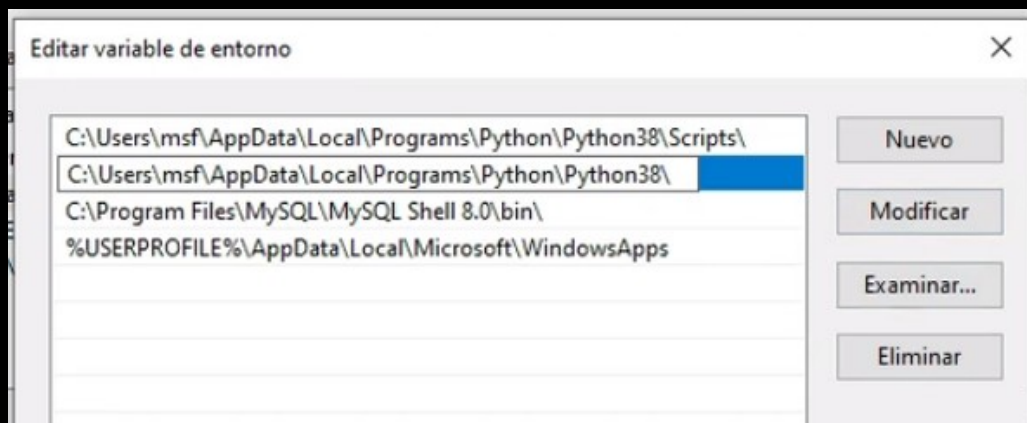 Editar variable de entorno
C:\Users\msf\AppData\Local\Programs\Python\Python38\Scripts\
Nuevo
C:\Users\msf\AppData\Local\Programs\Python\Python38\
C:\Program Files\MySQL\MySQL Shell 8.0\bin\
Modificar
%USERPROFILE%\AppData\Local\Microsoft\WindowsApps
Examinar...
Eliminar